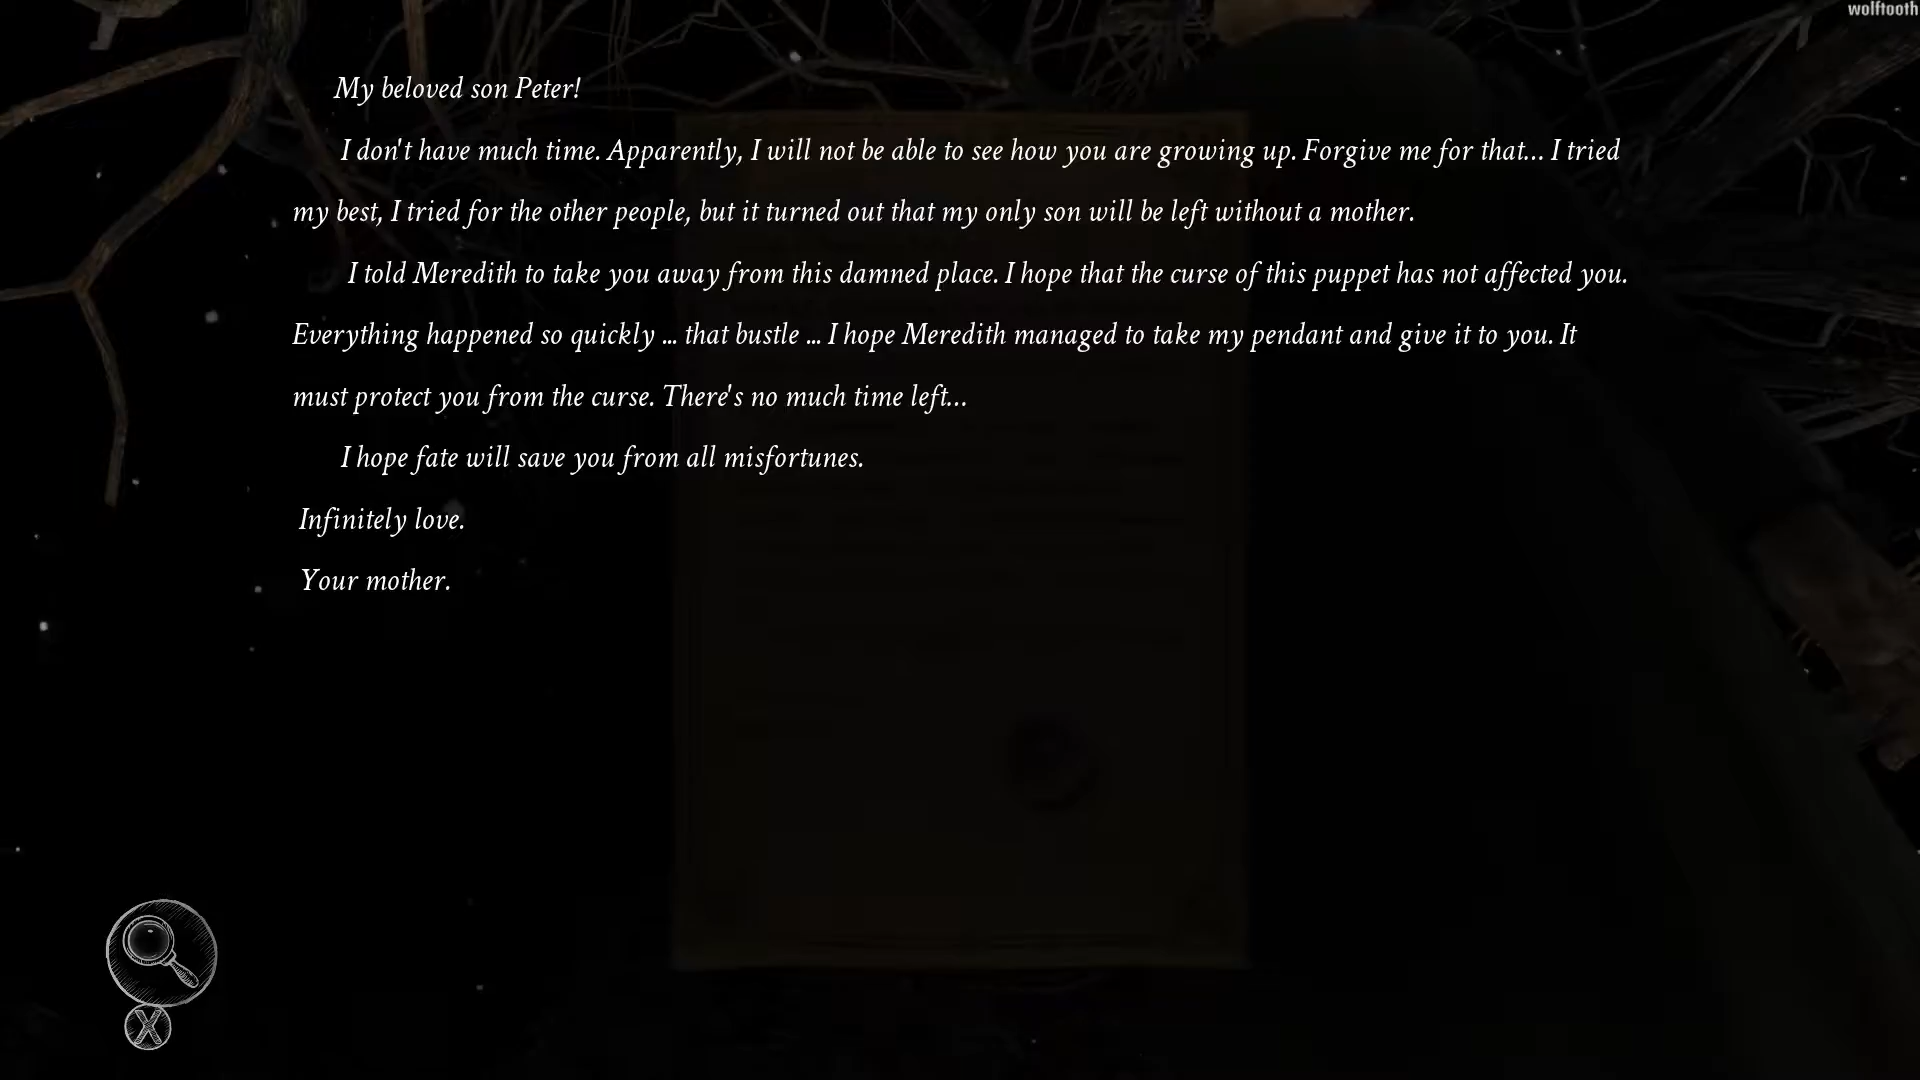 wolftooth
My beloved son Peter!
I don't have much time. Apparently, I will not be able to see how you are growing up. Forgive me for that... I tried
my best, I tried for the other people, but it turned out that my only son will be left without a mother.
I told Meredith to take you away from this damned place. I hope that the curse of this puppet has not affected you.
Everything happened so quickly ... that bustle ... I hope Meredith managed to take my pendant and give it to you. It
must protect you from the curse. There's no much time left...
I hope fate will save you from all misfortunes.
Infinitely love.
Your mother.
X